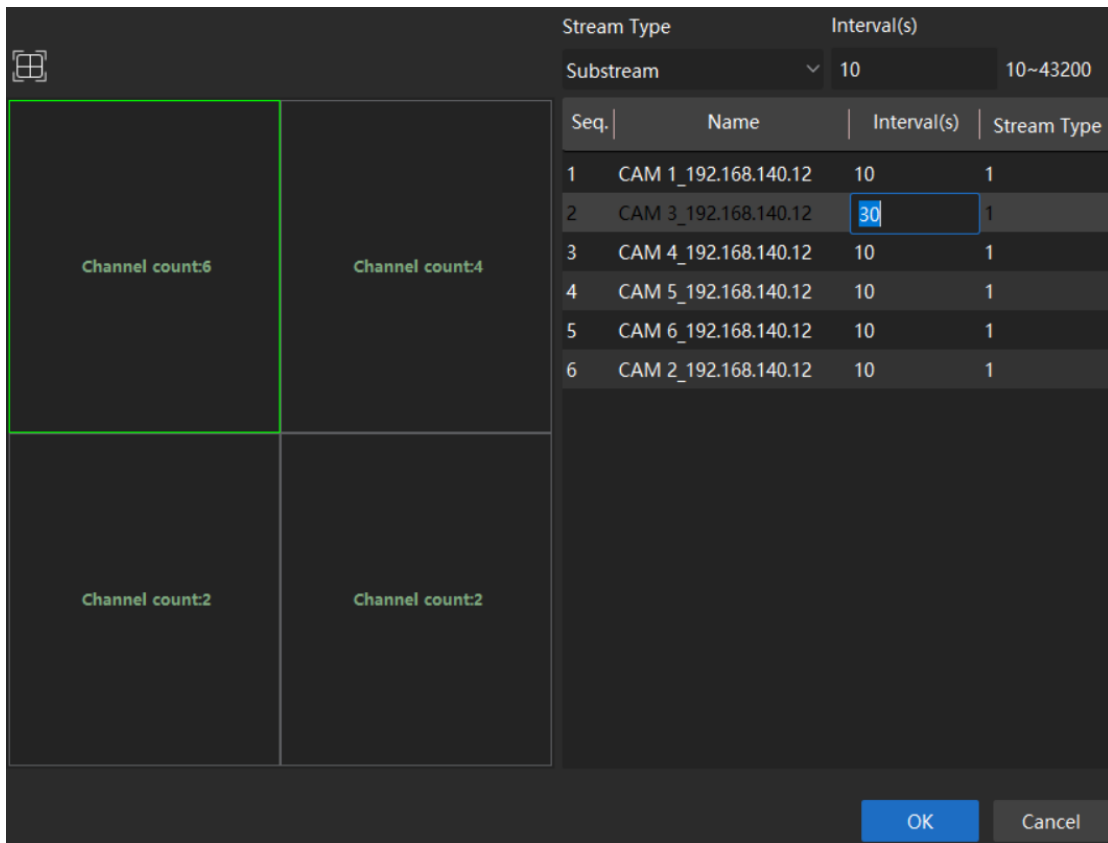 Stream Type Interval(s)
Substream 10 10~43200
Seq. Name Interval(s) Stream Type
1 CAM 1_192.168.140.12 10 1
2 CAM 3_192.168.140.12 30 1
3 CAM 4_192.168.140.12 10 1
4 CAM 5_192.168.140.12 10 1
5 CAM 6_192.168.140.12 10 1
6 CAM 2_192.168.140.12 10 1
Channel count:6 Channel count:4
Channel count:2 Channel count:2
OK Cancel